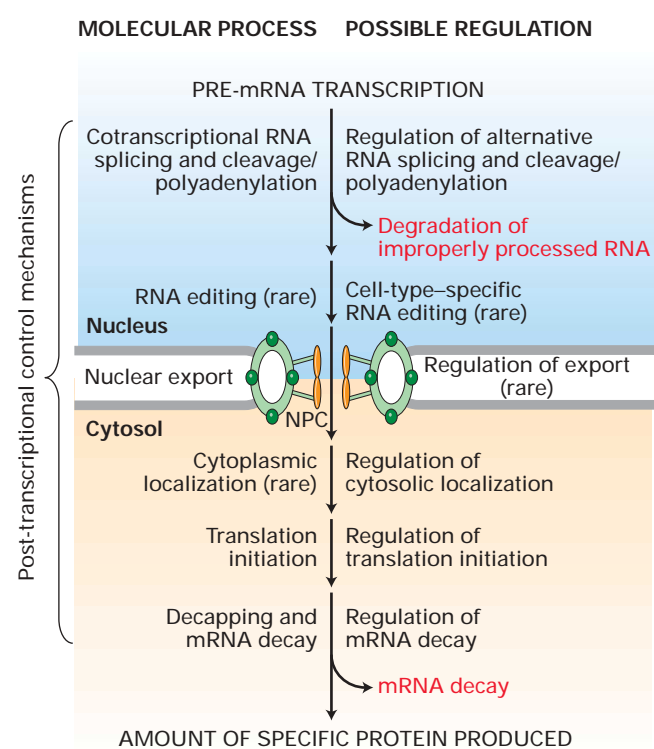 MOLECULAR PROCESS
POSSIBLE REGULATION
PRE-mRNA TRANSCRIPTION
Post-transcriptional control mechanisms
Cotranscriptional RNA
splicing and cleavage/
polyadenylation
Regulation of alternative
RNA splicing and cleavage/
polyadenylation
Degradation of
improperly processed RNA
RNA editing (rare)
Cell-type–specific
RNA editing (rare)
Nucleus
Nuclear export
Regulation of export
(rare)
NPC
Cytosol
Cytoplasmic
localization (rare)
Regulation of
cytosolic localization
Translation
initiation
Regulation of
translation initiation
Decapping and
mRNA decay
Regulation of
mRNA decay
mRNA decay
AMOUNT OF SPECIFIC PROTEIN PRODUCED